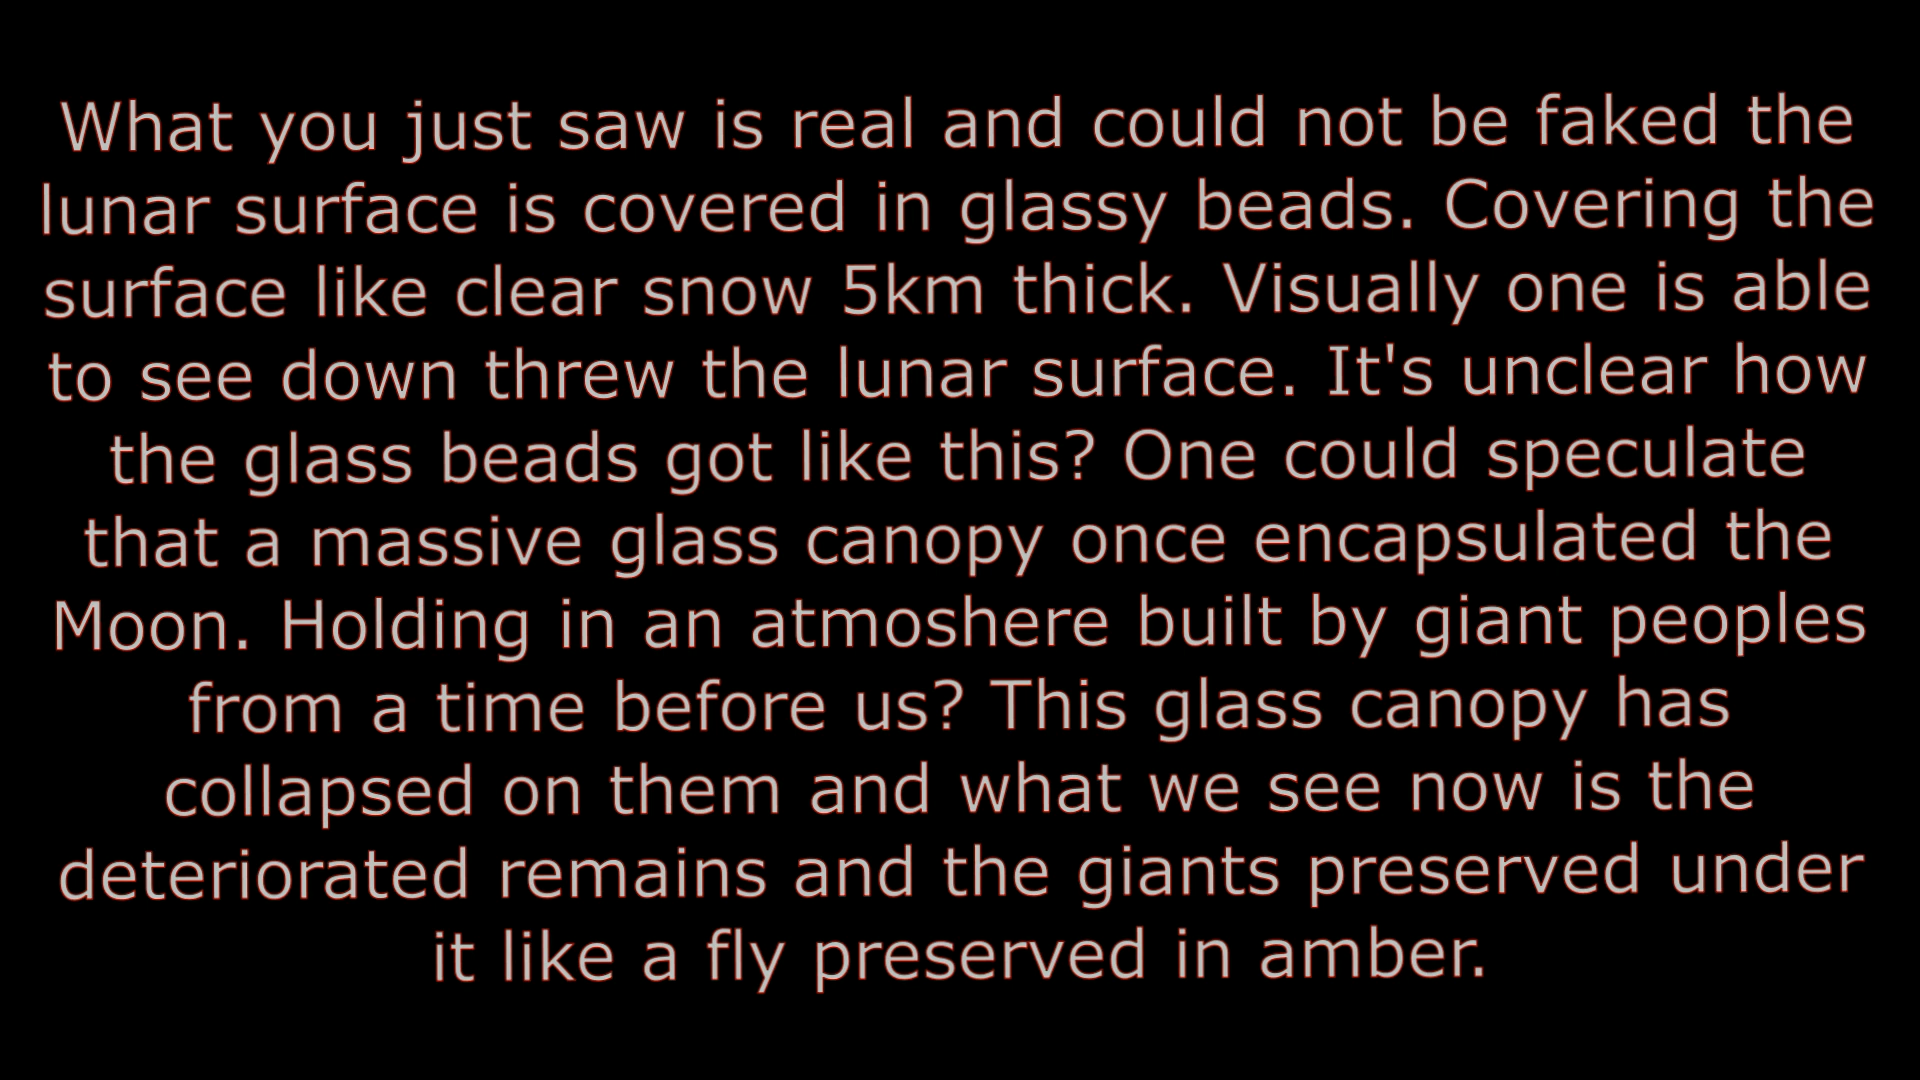 What you just saw is real and could not be faked the
lunar surface is covered in glassy beads. Covering the
surface like clear snow 5km thick. Visually one is able
to see down threw the lunar surface. It's unclear how
the glass beads got like this? One could speculate
that a massive glass canopy once encapsulated the
Moon. Holding in an atmoshere built by giant peoples
from a time before us? This glass canopy has
collapsed on them and what we see now is the
deteriorated remains and the giants preserved under
it like a fly preserved in amber.